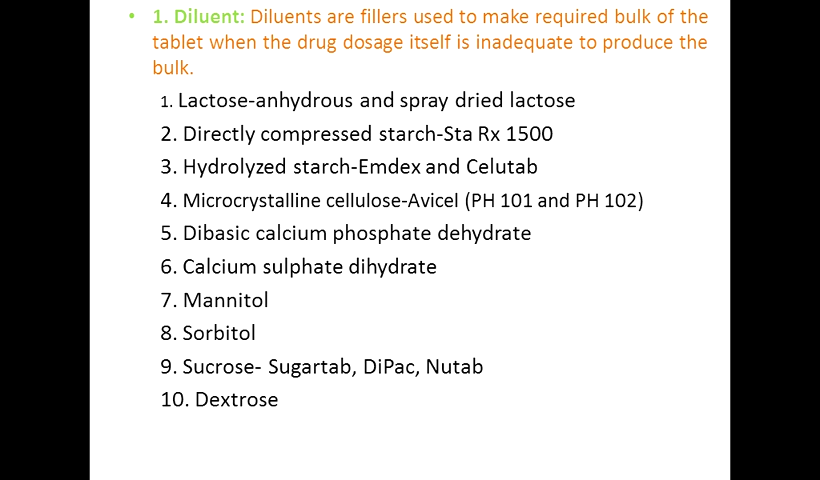 • 1. Diluent: Diluents are fillers used to make required bulk of the
tablet when the drug dosage itself is inadequate to produce the
bulk.
1. Lactose-anhydrous and spray dried lactose
2. Directly compressed starch-Sta Rx 1500
3. Hydrolyzed starch-Emdex and Celutab
4. Microcrystalline cellulose-Avicel (PH 101 and PH 102)
5. Dibasic calcium phosphate dehydrate
6. Calcium sulphate dihydrate
7. Mannitol
8. Sorbitol
9. Sucrose- Sugartab, DiPac, Nutab
10. Dextrose